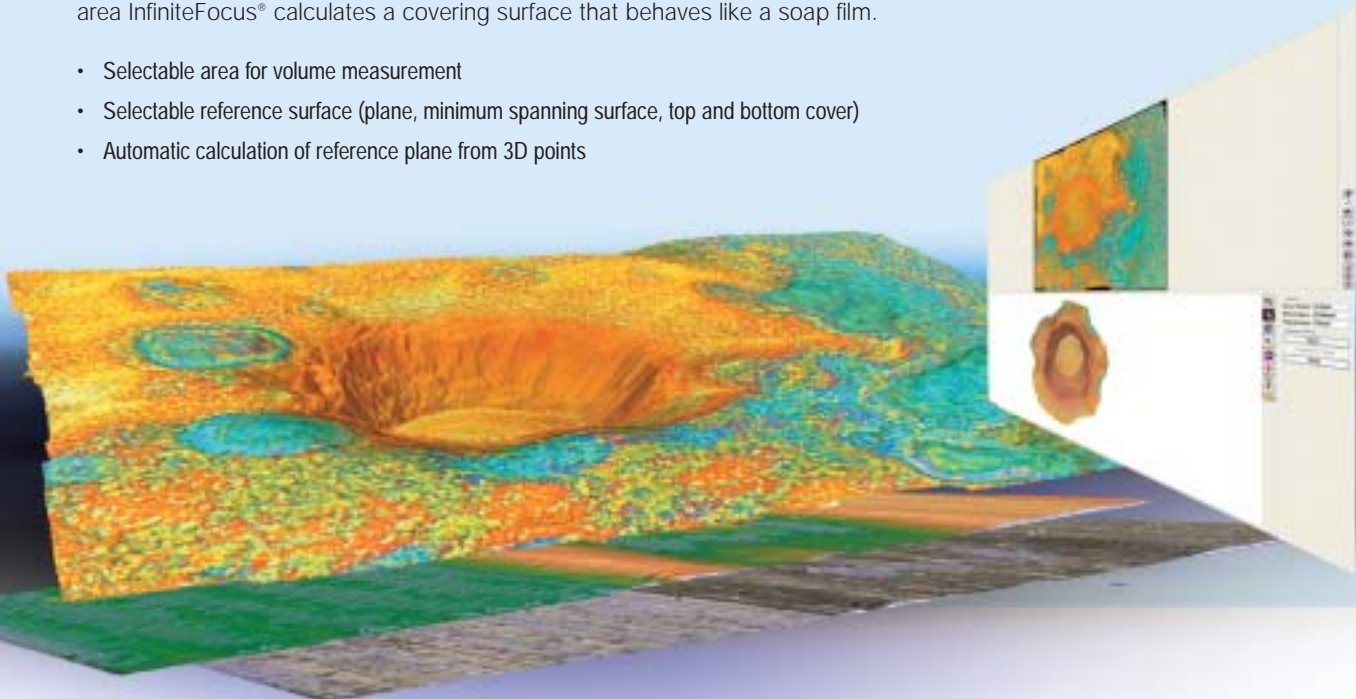 area InfiniteFocus® calculates a covering surface that behaves like a soap film.
• Selectable area for volume measurement
• Selectable reference surface (plane, minimum spanning surface, top and bottom cover)
• Automatic calculation of reference plane from 3D points